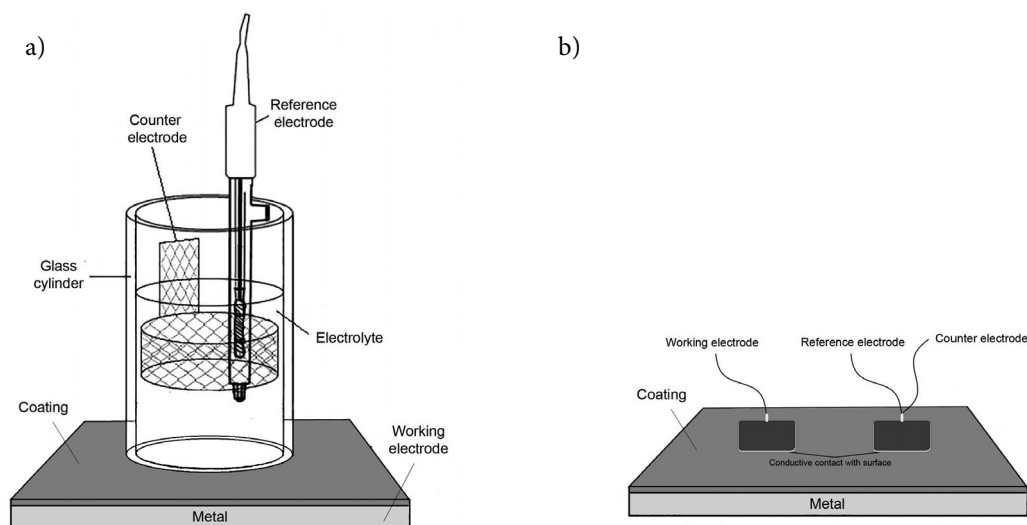 a)
Reference
electrode
Counter
electrode
Glass
cylinder
Electrolyte
Coating
Working
electrode
Metal
b)
Working electrode
Reference electrode
Counter electrode
Coating
Conductive contact with surface
Metal